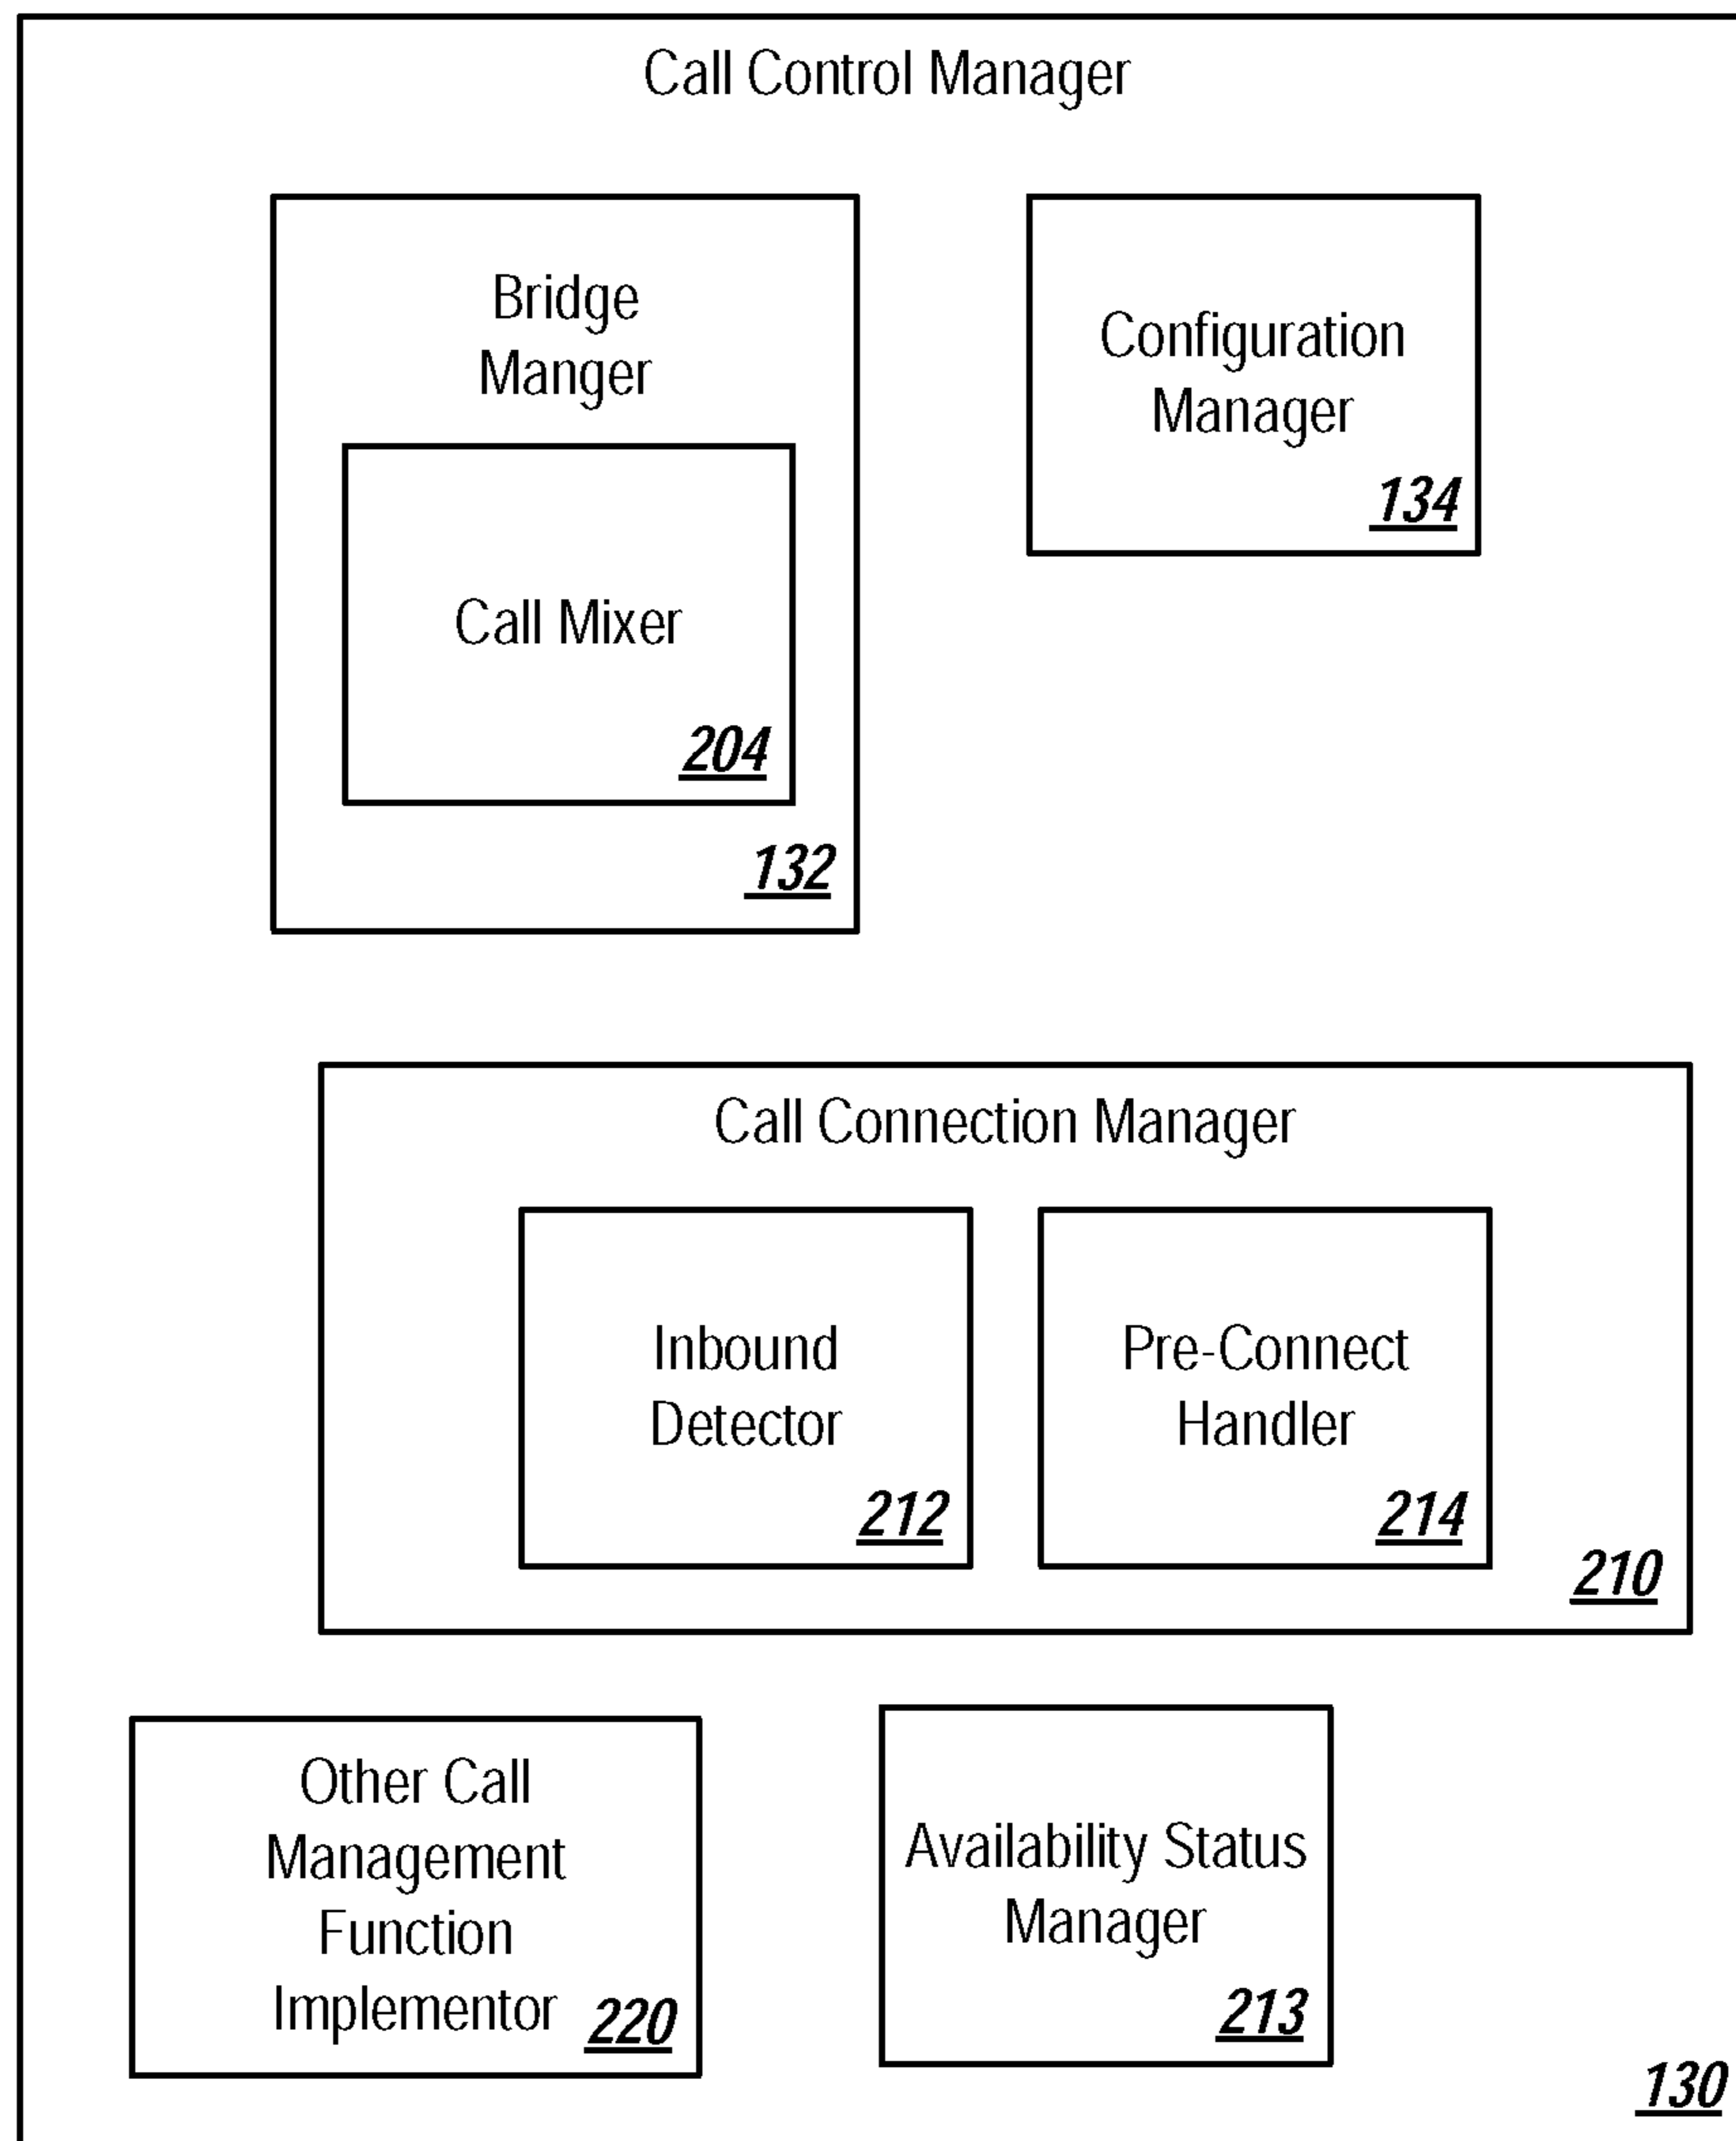 Call Control Manager
Bridge
Manger
Call Mixer
204
132
Configuration
Manager
134
Call Connection Manager
Inbound
Detector
212
Pre-Connect
Handler
214
210
Other Call
Management
Function
Implementor
220
Availability Status
Manager
213
130